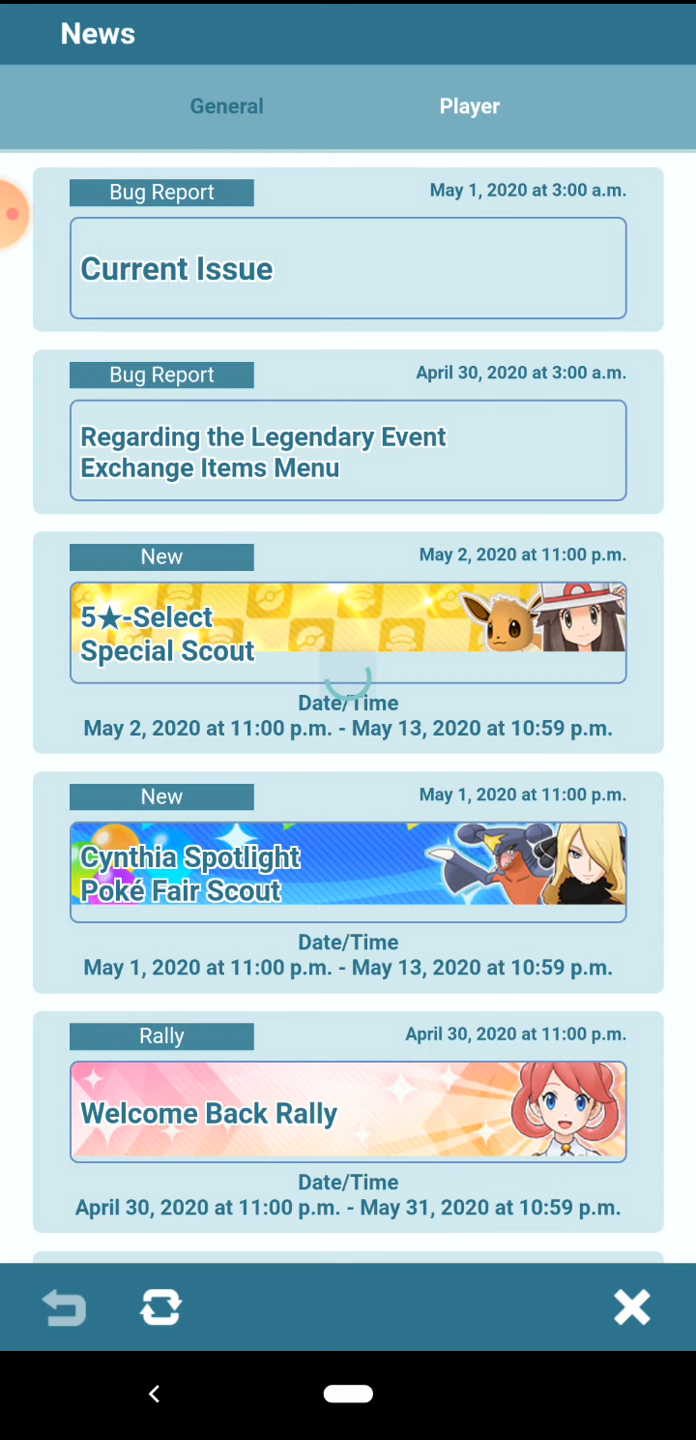 News
General
Player
Bug Report
May 1, 2020 at 3:00 a.m.
Current Issue
Bug Report
April 30, 2020 at 3:00 a.m.
Regarding the Legendary Event
Exchange Items Menu
New
May 2, 2020 at 11:00 p.m.
5★-Select
Special Scout
Date/Time
May 2, 2020 at 11:00 p.m. - May 13, 2020 at 10:59 p.m.
New
May 1, 2020 at 11:00 p.m.
Cynthia Spotlight
Poké Fair Scout
Date/Time
May 1, 2020 at 11:00 p.m. - May 13, 2020 at 10:59 p.m.
Rally
April 30, 2020 at 11:00 p.m.
Welcome Back Rally
Date/Time
April 30, 2020 at 11:00 p.m. - May 31, 2020 at 10:59 p.m.